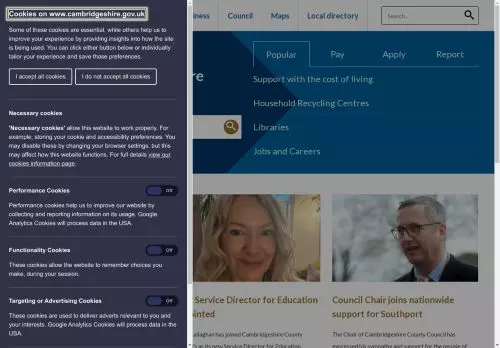 Cookies on www.cambridgeshire.gov.uk
Some of these cookies are essential, while others help us to
improve your experience by providing insights into how the site
is being used. You can click either button below or individually
tailor your experience and save those preferences.
I accept all cookies
I do not accept all cookies
Necessary cookies
'Necessary cookies' allow this website to work properly. For
example, storing your cookie and accessibility preferences. You
may disable these by changing your browser settings, but this
may affect how this website functions. For full details view our
cookies information page.
Performance Cookies
Off
Performance cookies help us to improve our website by
collecting and reporting information on its usage. Google
Analytics Cookies will process data in the USA.
Functionality Cookies
Off
These cookies allow the website to remember choices you
make, during your session.
Targeting or Advertising Cookies
Off
These cookies are used to deliver adverts relevant to you and
your interests. Google Analytics Cookies will process data in
the USA.
iness
Council
Maps
Local directory
Search...
re
Popular
Pay
Apply
Report
Support with the cost of living
Household Recycling Centres
Libraries
Jobs and Careers
Service Director for Education
ointed
allaghan has joined Cambridgeshire County
as its new Service Director for Education.
Council Chair joins nationwide
support for Southport
The Chair of Cambridgeshire County Council has
expressed his sympathy and support for the people of